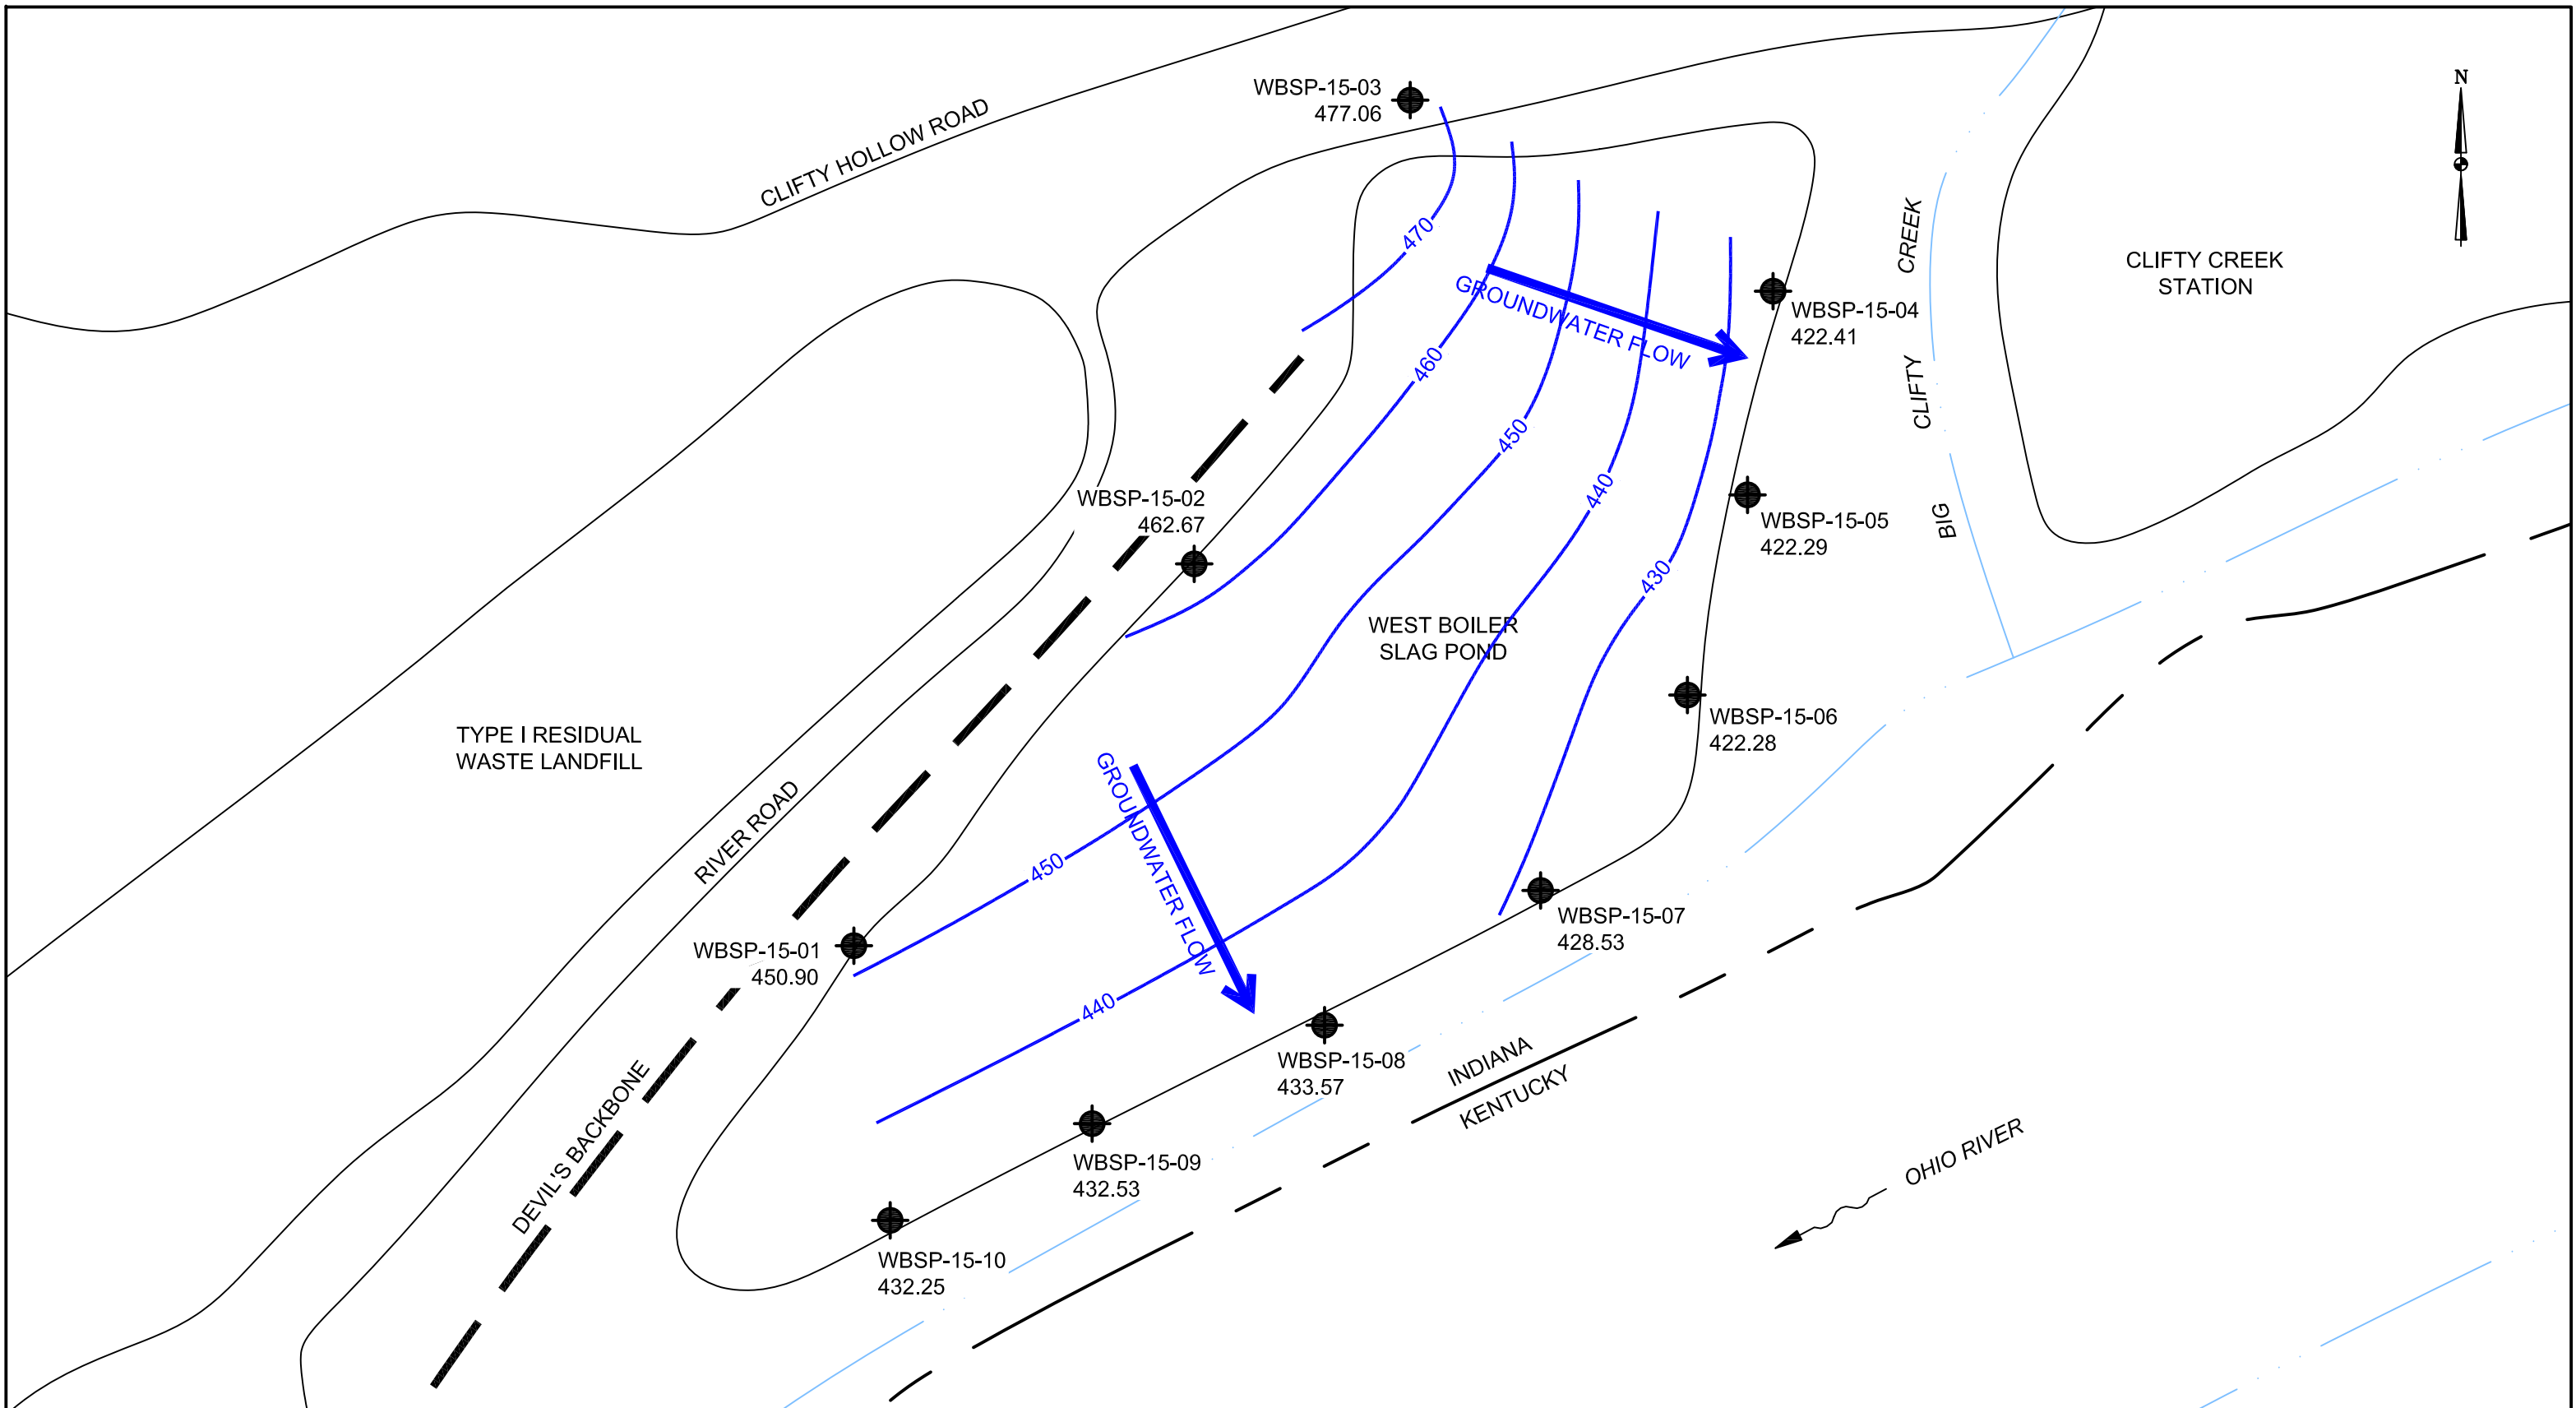 WBSP-15-03
477.06
N
CLIFTY HOLLOW ROAD
470
CLIFTY CREEK
STATION
BIG CLIFTY CREEK
GROUNDWATER FLOW
WBSP-15-04
422.41
460
450
WBSP-15-02
462.67
440
WBSP-15-05
422.29
430
WEST BOILER
SLAG POND
WBSP-15-06
422.28
TYPE I RESIDUAL
WASTE LANDFILL
RIVER ROAD
GROUNDWATER FLOW
450
WBSP-15-07
428.53
WBSP-15-01
450.90
440
WBSP-15-08
433.57
INDIANA
KENTUCKY
DEVIL'S BACKBONE
WBSP-15-09
432.53
OHIO RIVER
WBSP-15-10
432.25